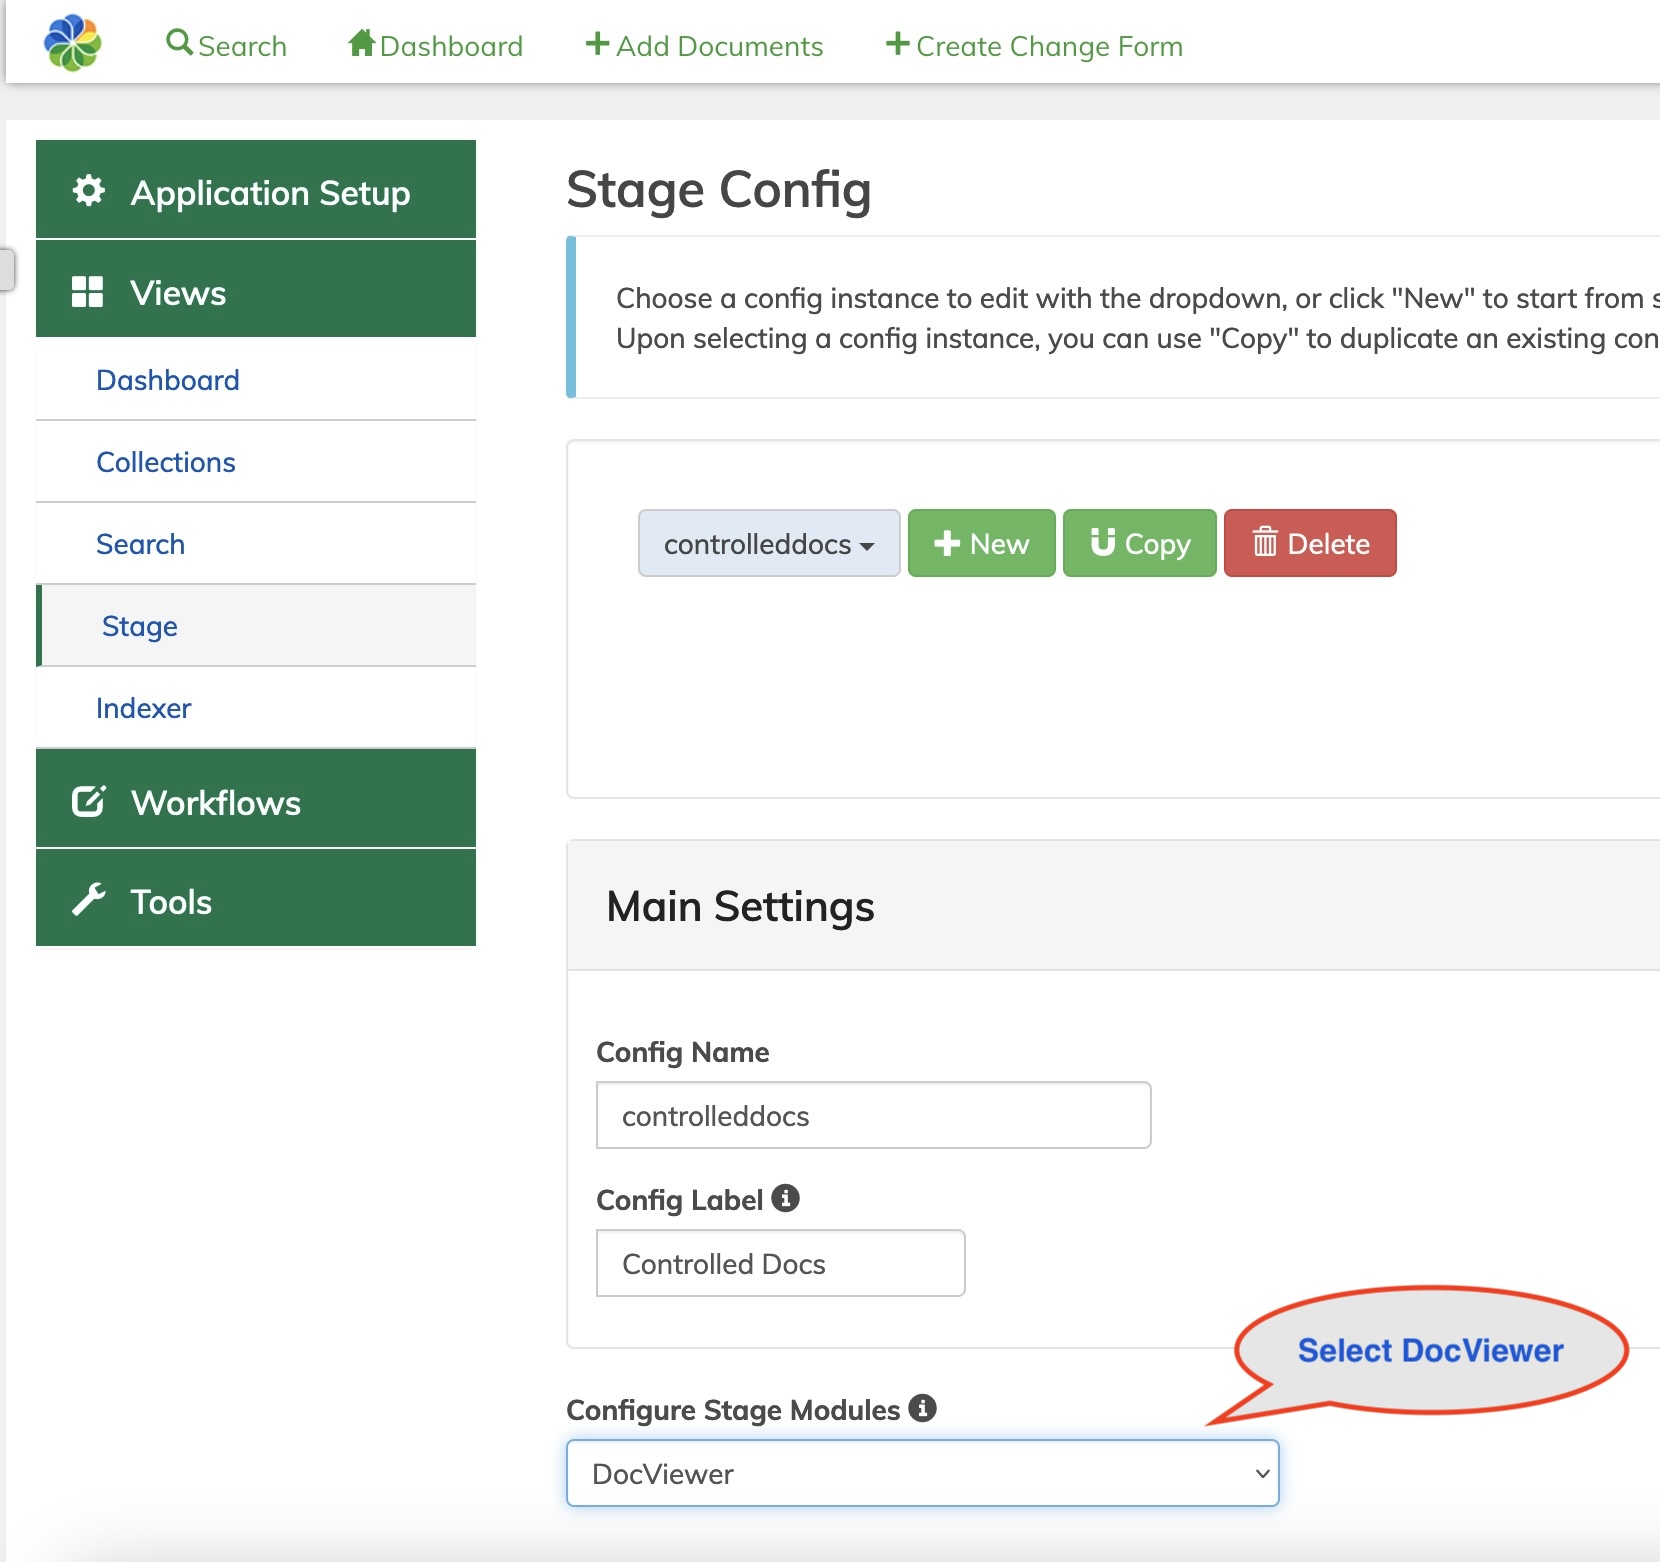 Search Dashboard Add Documents Create Change Form
Application Setup
Views
Dashboard
Collections
Search
Stage
Indexer
Workflows
Tools
Stage Config
Choose a config instance to edit with the dropdown, or click "New" to start from
Upon selecting a config instance, you can use "Copy" to duplicate an existing
controlleddocs New Copy Delete
Main Settings
Config Name
controlleddocs
Config Label
Controlled Docs
Select DocViewer
Configure Stage Modules
DocViewer